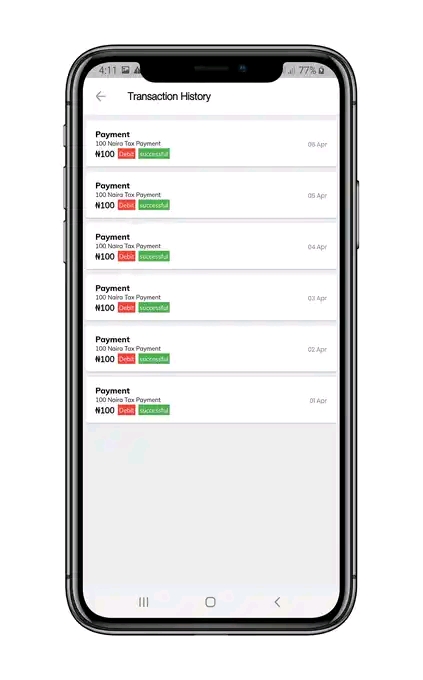 4:11
77%
Transaction History
Payment
100 Naira Tax Payment
06 Apr
₦100 Debit successful
Payment
100 Naira Tax Payment
05 Apr
₦100 Debit successful
Payment
100 Naira Tax Payment
04 Apr
₦100 Debit successful
Payment
100 Naira Tax Payment
03 Apr
₦100 Debit successful
Payment
100 Naira Tax Payment
02 Apr
₦100 Debit successful
Payment
100 Naira Tax Payment
01 Apr
₦100 Debit successful